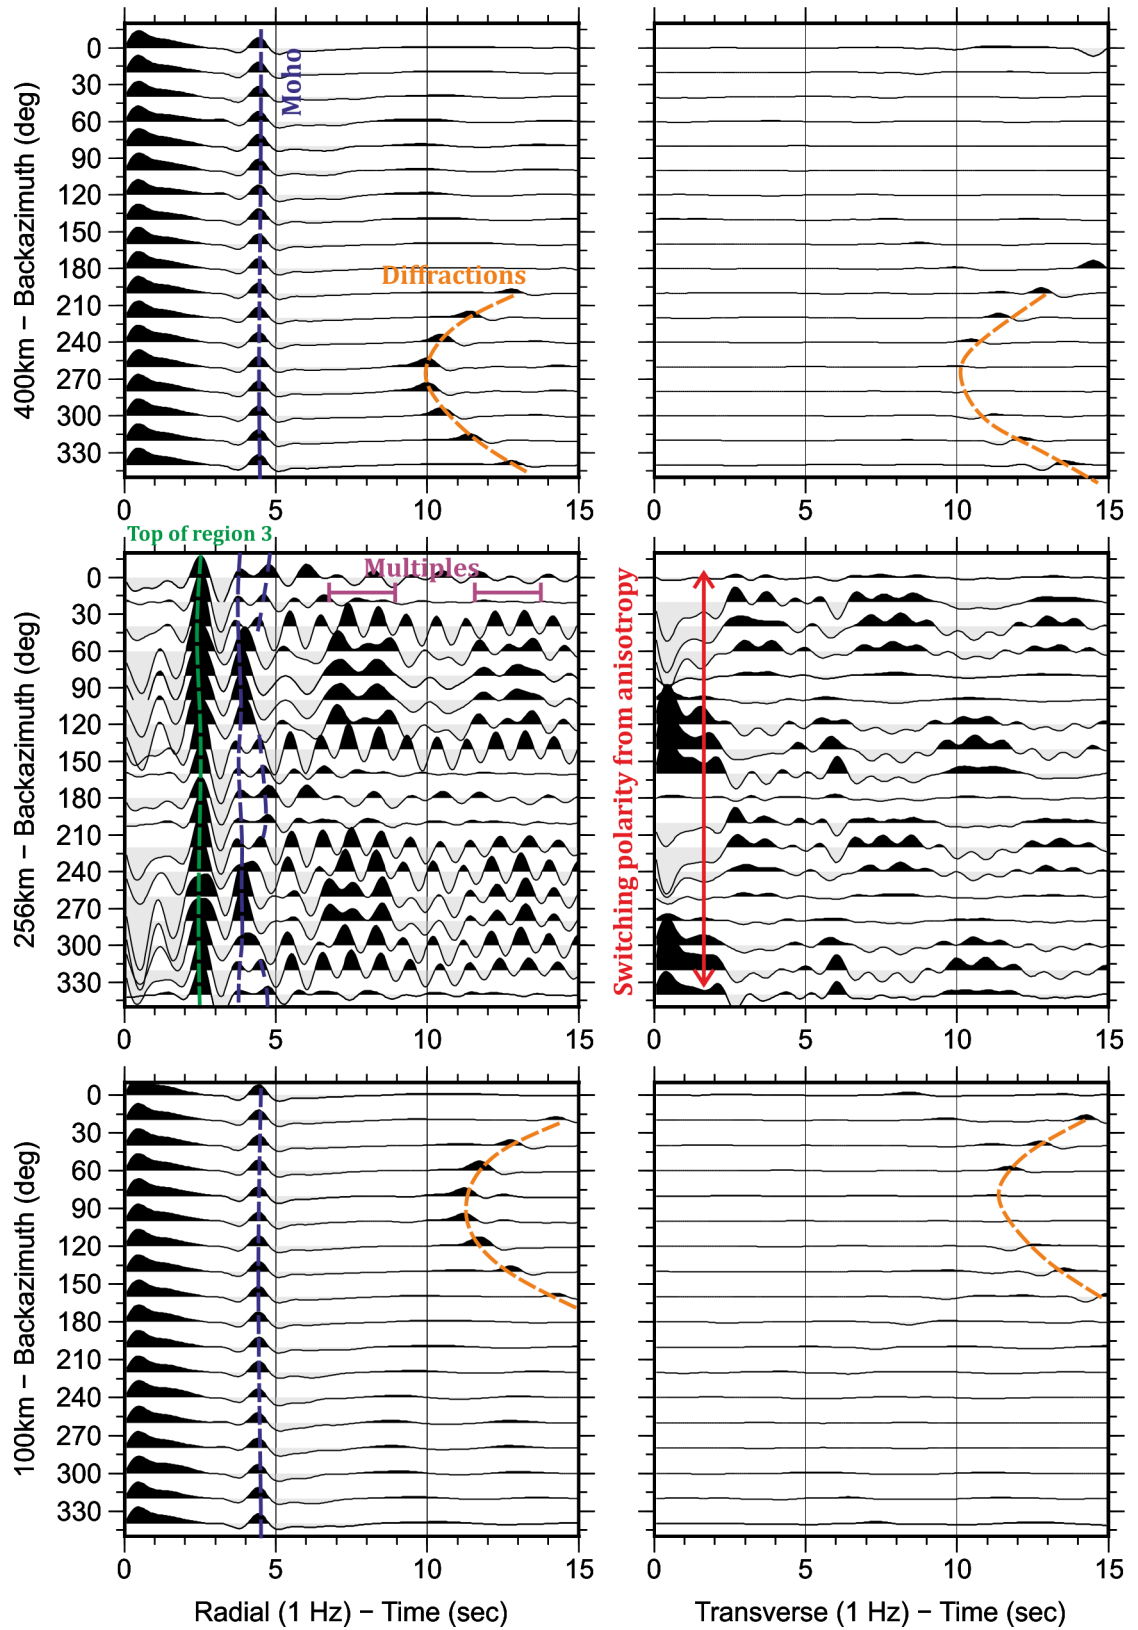 400km − Backazimuth (deg)
0
30
60
90
120
150
180
210
240
270
300
330
Moho
Diffractions
0 5 10 15
0 5 10 15
Top of region 3
256km − Backazimuth (deg)
0
30
60
90
120
150
180
210
240
270
300
330
Multiples
Switching polarity from anisotropy
0 5 10 15
0 5 10 15
100km − Backazimuth (deg)
0
30
60
90
120
150
180
210
240
270
300
330
0 5 10 15
0 5 10 15
Radial (1 Hz) − Time (sec)
Transverse (1 Hz) − Time (sec)